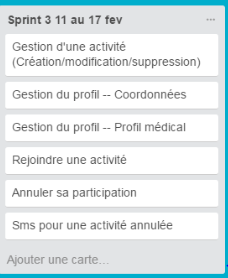 Sprint 3 11 au 17 fev
Gestion d'une activité
(Création/modification/suppression)
Gestion du profil -- Coordonnées
Gestion du profil -- Profil médical
Rejoindre une activité
Annuler sa participation
Sms pour une activité annulée
Ajouter une carte...